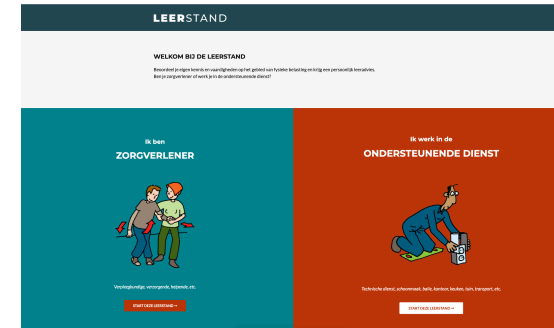 LEERSTAND
WELKOM BIJ DE LEERSTAND
Beoordeel je eigen kennis en vaardigheden op het gebied van fysieke belasting en krijg een persoonlijk leeradvies.
Ben je zorgverlener of werk je in de ondersteunende dienst?
Ik ben
ZORGVERLENER
Verpleegkundige, verzorgende, helpende, etc.
START DEZE LEERSTAND →
Ik werk in de
ONDERSTEUNENDE DIENST
Technische dienst, schoonmaak, balie, kantoor, keuken, tuin, transport, etc.
START DEZE LEERSTAND →